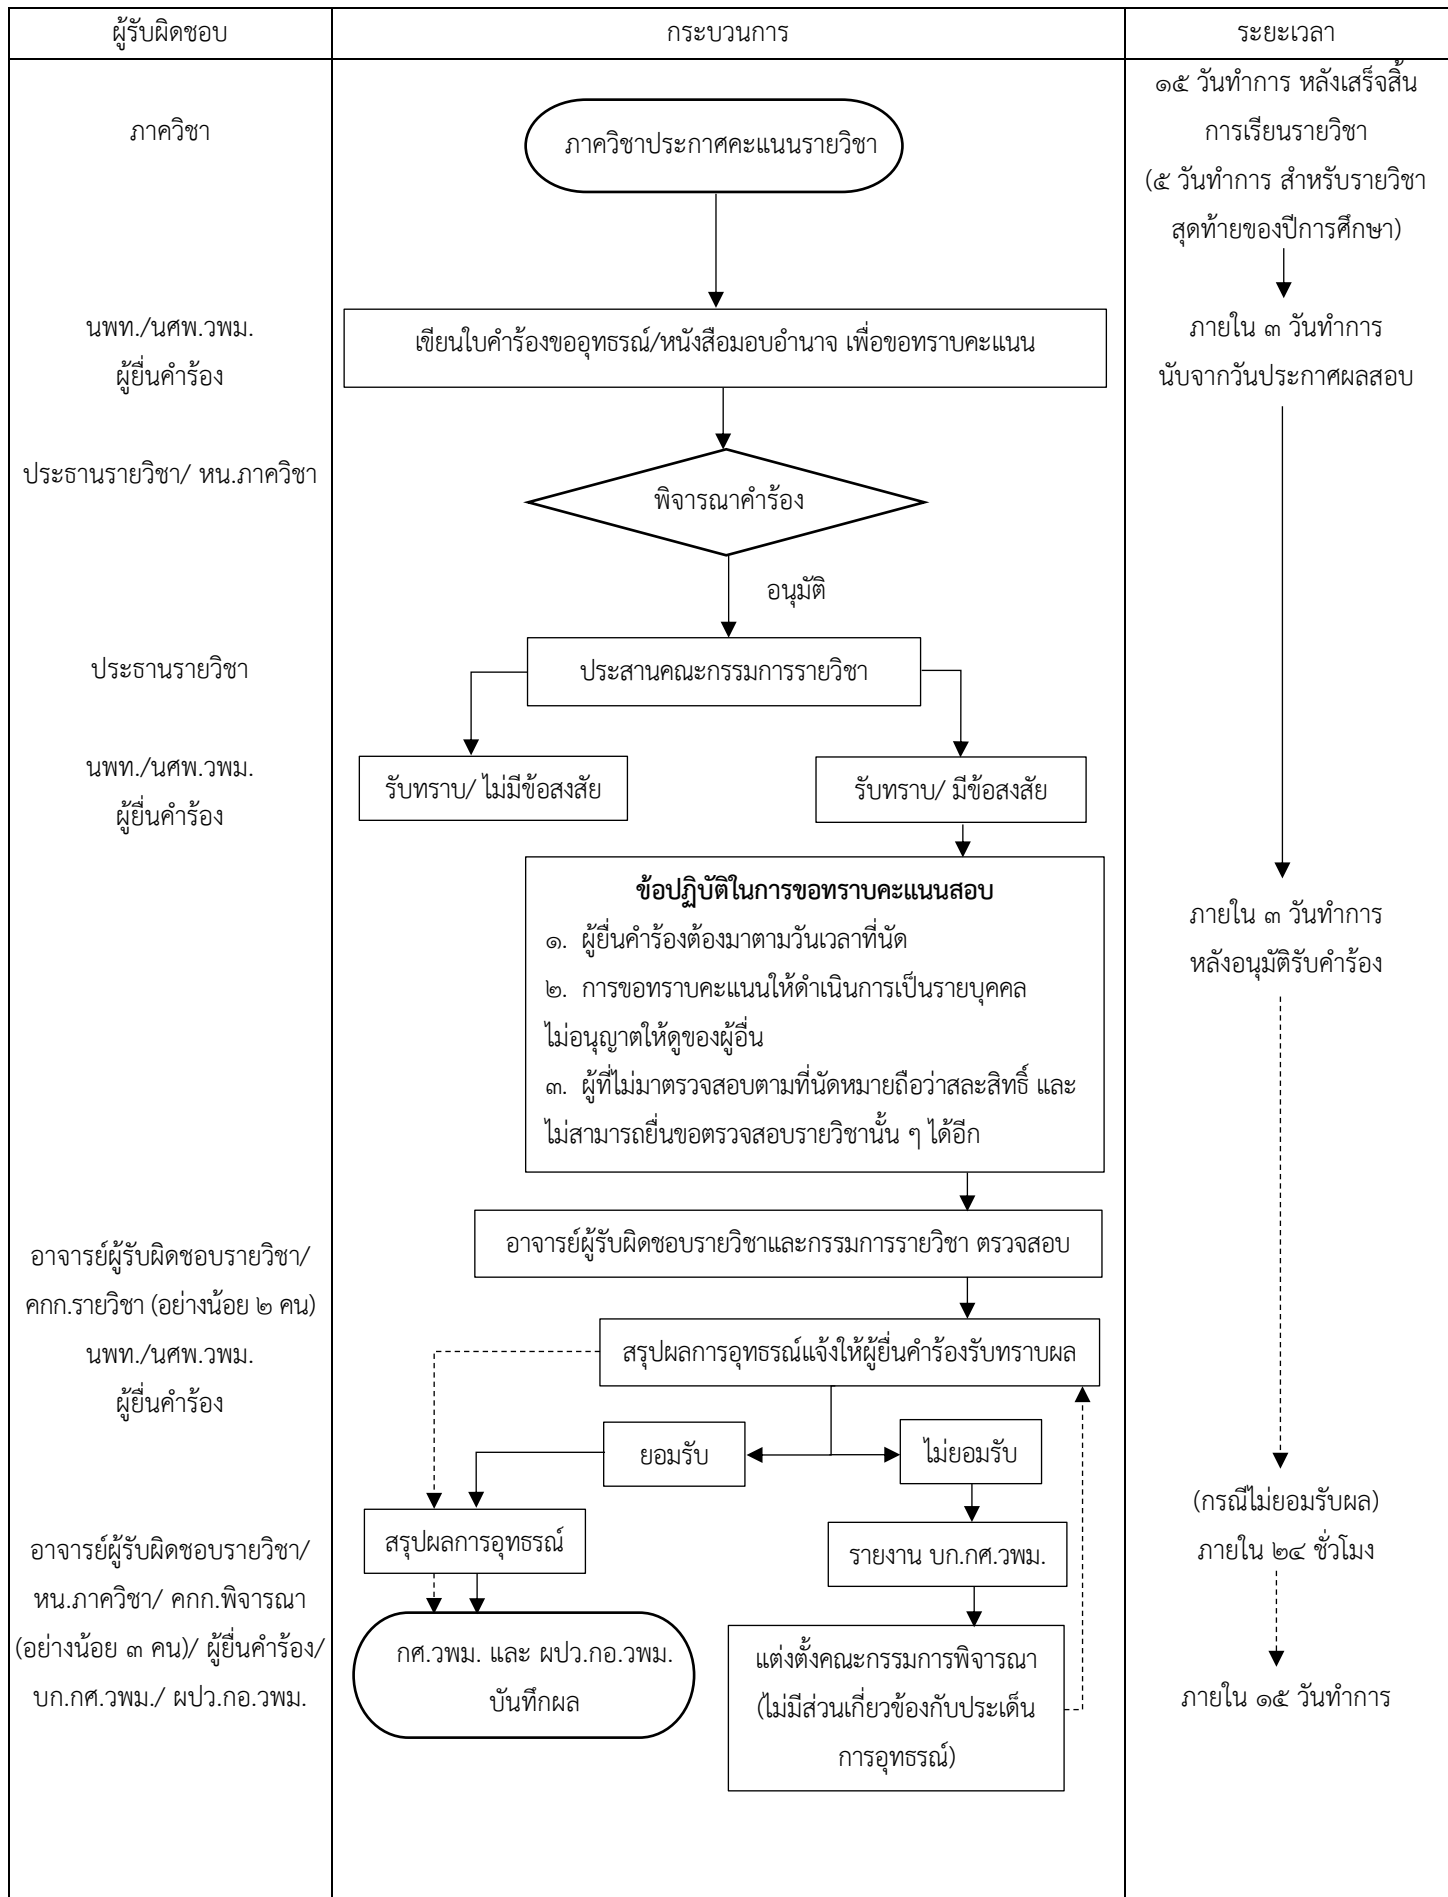 ผู้รับผิดชอบ
กระบวนการ
ระยะเวลา
ภาควิชา
ภาควิชาประกาศคะแนนรายวิชา
๑๕ วันทำการ หลังเสร็จสิ้น
การเรียนรายวิชา
(๕ วันทำการ สำหรับรายวิชา
สุดท้ายของปีการศึกษา)
นพท./นศพ.วพม.
ผู้ยื่นคำร้อง
เขียนใบคำร้องขออุทธรณ์/หนังสือมอบอำนาจ เพื่อขอทราบคะแนน
ภายใน ๓ วันทำการ
นับจากวันประกาศผลสอบ
ประธานรายวิชา/ หน.ภาควิชา
พิจารณาคำร้อง
อนุมัติ
ประธานรายวิชา
ประสานคณะกรรมการรายวิชา
นพท./นศพ.วพม.
ผู้ยื่นคำร้อง
รับทราบ/ ไม่มีข้อสงสัย
รับทราบ/ มีข้อสงสัย
ข้อปฏิบัติในการขอทราบคะแนนสอบ
๑. ผู้ยื่นคำร้องต้องมาตามวันเวลาที่นัด
๒. การขอทราบคะแนนให้ดำเนินการเป็นรายบุคคล
ไม่อนุญาตให้ดูของผู้อื่น
๓. ผู้ที่ไม่มาตรวจสอบตามที่นัดหมายถือว่าสละสิทธิ์ และ
ไม่สามารถยื่นขอตรวจสอบรายวิชานั้น ๆ ได้อีก
ภายใน ๓ วันทำการ
หลังอนุมัติรับคำร้อง
อาจารย์ผู้รับผิดชอบรายวิชา/
คกก.รายวิชา (อย่างน้อย ๒ คน)
นพท./นศพ.วพม.
ผู้ยื่นคำร้อง
อาจารย์ผู้รับผิดชอบรายวิชาและกรรมการรายวิชา ตรวจสอบ
สรุปผลการอุทธรณ์แจ้งให้ผู้ยื่นคำร้องรับทราบผล
ยอมรับ
ไม่ยอมรับ
(กรณีไม่ยอมรับผล)
ภายใน ๒๔ ชั่วโมง
สรุปผลการอุทธรณ์
รายงาน บก.กศ.วพม.
อาจารย์ผู้รับผิดชอบรายวิชา/
หน.ภาควิชา/ คกก.พิจารณา
(อย่างน้อย ๓ คน)/ ผู้ยื่นคำร้อง/
บก.กศ.วพม./ ผปว.กอ.วพม.
กศ.วพม. และ ผปว.กอ.วพม.
บันทึกผล
แต่งตั้งคณะกรรมการพิจารณา
(ไม่มีส่วนเกี่ยวข้องกับประเด็น
การอุทธรณ์)
ภายใน ๑๕ วันทำการ